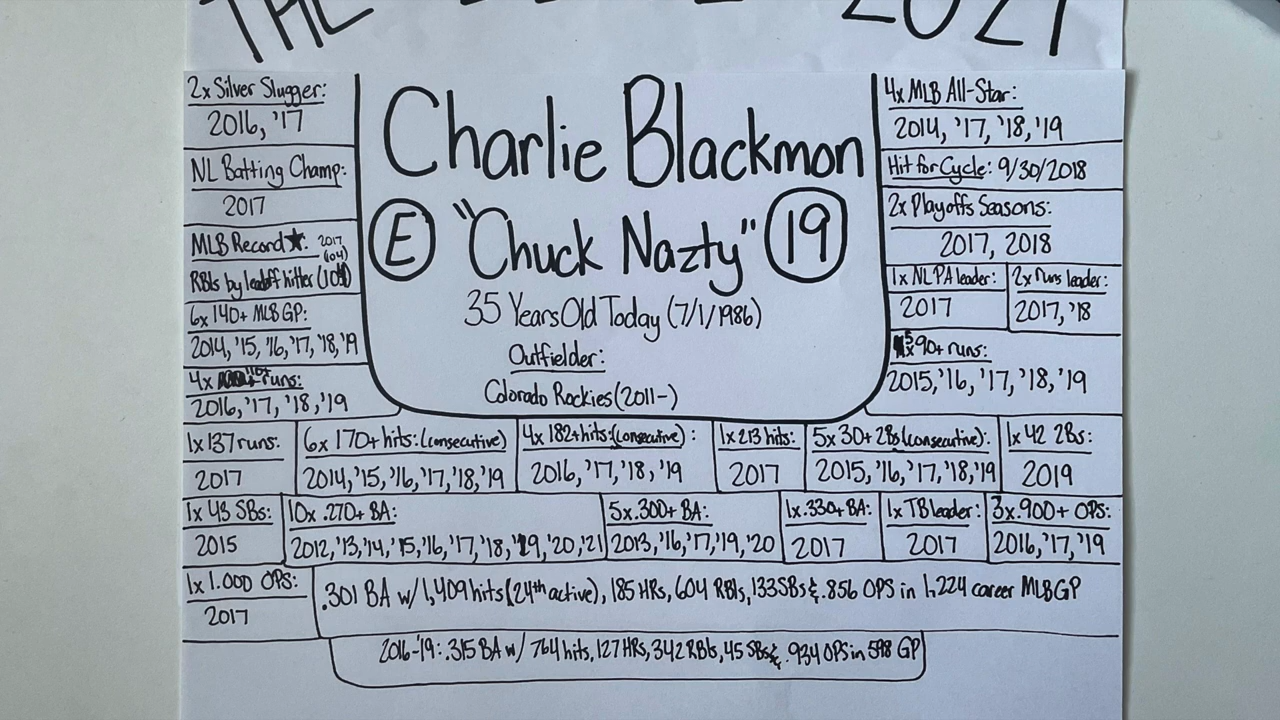 2021
Charlie Blackmon
E "Chuck Nazty" 19
35 Years Old Today (7/1/1986)
Outfielder:
Colorado Rockies (2011-)
2x Silver Slugger:
2016, '17
NL Batting Champ:
2017
MLB Record★: 2017
(104)
RBIs by leadoff hitter
6x 140+ MLB GP:
2014, '15, '16, '17, '18, '19
4x 110+ runs:
2016, '17, '18, '19
4x MLB All-Star:
2014, '17, '18, '19
Hit for Cycle: 9/30/2018
2x Playoffs Seasons:
2017, 2018
1x NL PA leader:
2017
2x runs leader:
2017, '18
5x 90+ runs:
2015, '16, '17, '18, '19
1x 137 runs:
2017
6x 170+ hits: (consecutive)
2014, '15, '16, '17, '18, '19
4x 182+ hits: (consecutive) :
2016, '17, '18, '19
1x 213 hits:
2017
5x 30+ 2Bs (consecutive):
2015, '16, '17, '18, '19
1x 42 2Bs:
2019
1x 43 SBs:
2015
10x .270+ BA:
2012, '13, '14, '15, '16, '17, '18, '19, '20, '21
5x .300+ BA:
2013, '16, '17, '19, '20
1x .330+ BA:
2017
1x TB leader:
2017
3x .900+ OPS:
2016, '17, '19
1x 1.000 OPS:
2017
.301 BA w/ 1,409 hits (24th active), 185 HRs, 604 RBIs, 133 SBs & .856 OPS in 1,224 career MLB GP
2016-'19: .315 BA w/ 764 hits, 127 HRs, 342 RBIs, 45 SBs & .934 OPS in 598 GP